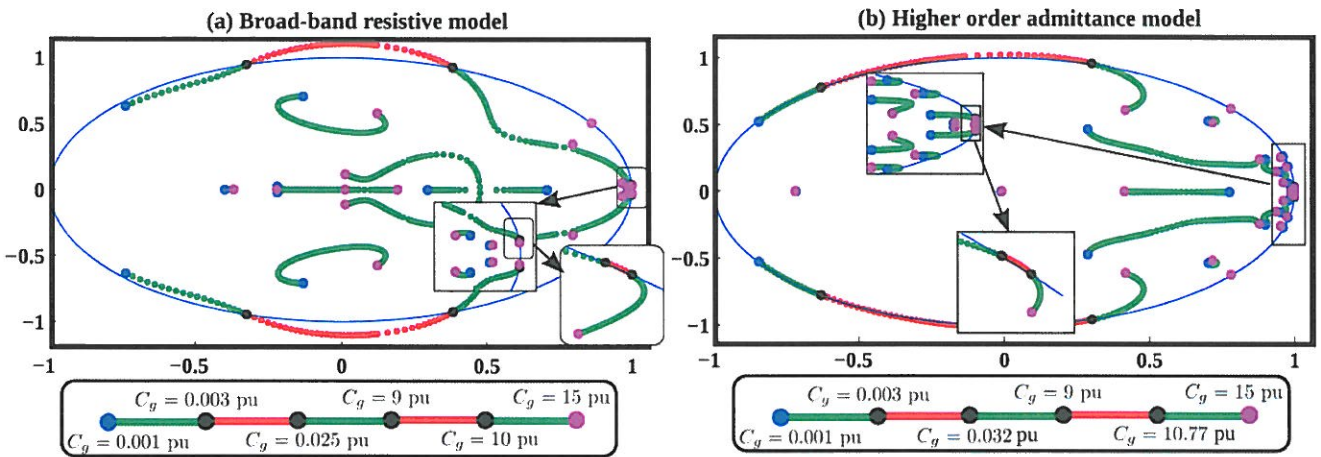 (a) Broad-band resistive model
1
0.5
0
−0.5
−1
−1 −0.5 0 0.5 1
C_g = 0.003 pu C_g = 9 pu C_g = 15 pu
C_g = 0.001 pu C_g = 0.025 pu C_g = 10 pu
(b) Higher order admittance model
1
0.5
0
−0.5
−1
−1 −0.5 0 0.5 1
C_g = 0.003 pu C_g = 9 pu C_g = 15 pu
C_g = 0.001 pu C_g = 0.032 pu C_g = 10.77 pu